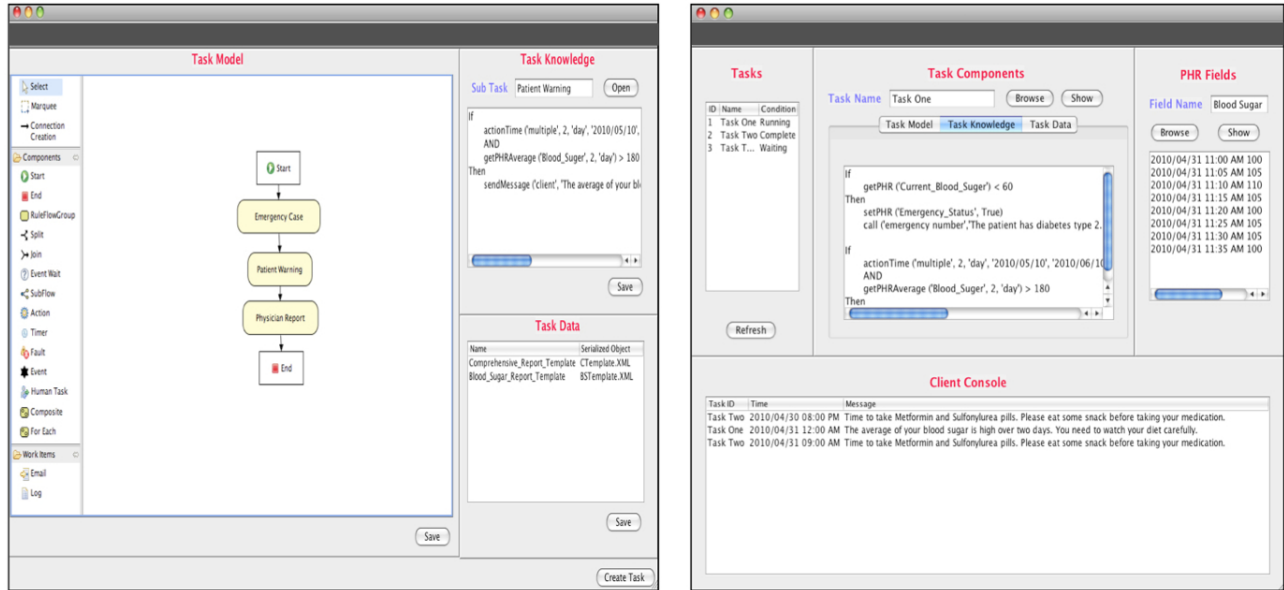 Task Model
Select
Marquee
Connection
Creation
Components
Start
End
RuleFlowGroup
Split
Join
Event Wait
SubFlow
Action
Timer
Fault
Event
Human Task
Composite
For Each
Work Items
Email
Log
Start
Emergency Case
Patient Warning
Physician Report
End
Save
Task Knowledge
Sub Task Patient Warning Open
If
actionTime ('multiple', 2, 'day', '2010/05/10',
AND
getPHRAverage ('Blood_Suger', 2, 'day') > 180
Then
sendMessage ('client', 'The average of your bl
Save
Task Data
Name Serialized Object
Comprehensive_Report_Template CTemplate.XML
Blood_Sugar_Report_Template BSTemplate.XML
Save
Create Task
Tasks
ID Name Condition
1 Task One Running
2 Task Two Complete
3 Task T... Waiting
Refresh
Task Components
Task Name Task One Browse Show
Task Model Task Knowledge Task Data
If
getPHR ('Current_Blood_Suger') < 60
Then
setPHR ('Emergency_Status', True)
call ('emergency number','The patient has diabetes type 2.
If
actionTime ('multiple', 2, 'day', '2010/05/10', '2010/06/10
AND
getPHRAverage ('Blood_Suger', 2, 'day') > 180
Then
PHR Fields
Field Name Blood Sugar
Browse Show
2010/04/31 11:00 AM 100
2010/04/31 11:05 AM 105
2010/04/31 11:10 AM 110
2010/04/31 11:15 AM 105
2010/04/31 11:20 AM 100
2010/04/31 11:25 AM 105
2010/04/31 11:30 AM 105
2010/04/31 11:35 AM 100
Client Console
Task ID Time Message
Task Two 2010/04/30 08:00 PM Time to take Metformin and Sulfonylurea pills. Please eat some snack before taking your medication.
Task One 2010/04/31 12:00 AM The average of your blood sugar is high over two days. You need to watch your diet carefully.
Task Two 2010/04/31 09:00 AM Time to take Metformin and Sulfonylurea pills. Please eat some snack before taking your medication.